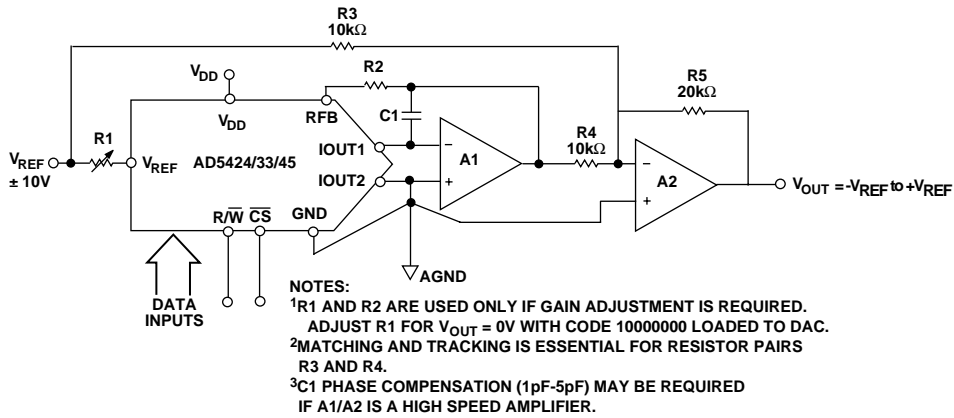 R3
10kΩ
R2
R5
20kΩ
VDD
VDD
RFB
C1
R1
R4
10kΩ
VREF
± 10V
VREF
AD5424/33/45
IOUT1
IOUT2
A1
A2
VOUT = -VREF to +VREF
R/W CS
GND
AGND
DATA
INPUTS
NOTES:
1R1 AND R2 ARE USED ONLY IF GAIN ADJUSTMENT IS REQUIRED.
ADJUST R1 FOR VOUT = 0V WITH CODE 10000000 LOADED TO DAC.
2MATCHING AND TRACKING IS ESSENTIAL FOR RESISTOR PAIRS
R3 AND R4.
3C1 PHASE COMPENSATION (1pF-5pF) MAY BE REQUIRED
IF A1/A2 IS A HIGH SPEED AMPLIFIER.